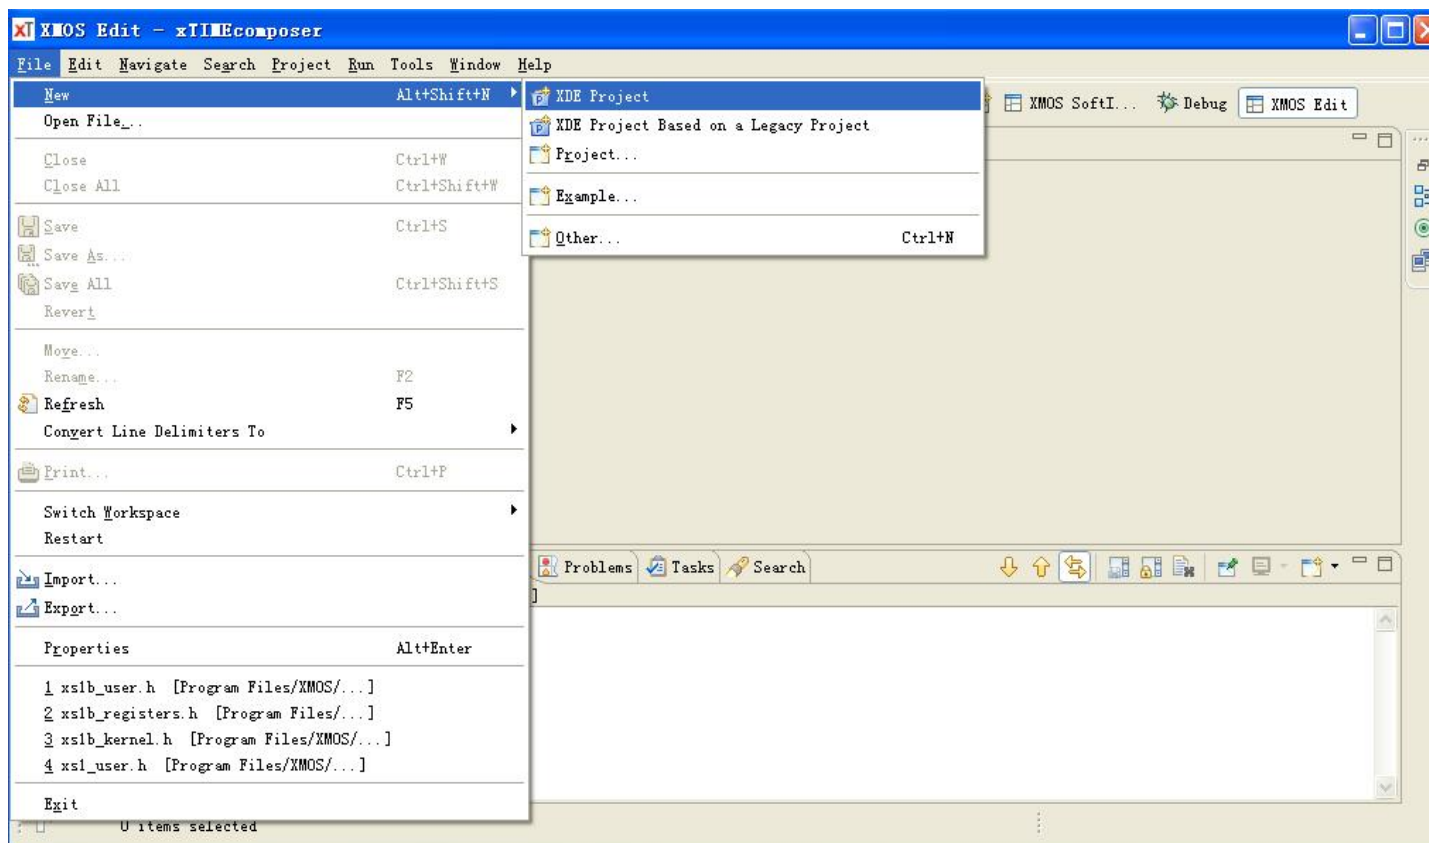 XMOS Edit - xTIMEcomposer
File Edit Navigate Search Project Run Tools Window Help
New Alt+Shift+N
XDE Project
XMOS SoftI... Debug XMOS Edit
Open File...
XDE Project Based on a Legacy Project
Close Ctrl+W
Project...
Close All Ctrl+Shift+W
Example...
Save Ctrl+S
Other... Ctrl+N
Save As...
Save All Ctrl+Shift+S
Revert
Move...
Rename... F2
Refresh F5
Convert Line Delimiters To
Print... Ctrl+P
Switch Workspace
Restart
Problems Tasks Search
Import...
]
Export...
Properties Alt+Enter
1 xs1b_user.h [Program Files/XMOS/...]
2 xs1b_registers.h [Program Files/...]
3 xs1b_kernel.h [Program Files/XMOS/...]
4 xs1_user.h [Program Files/XMOS/...]
Exit
0 items selected